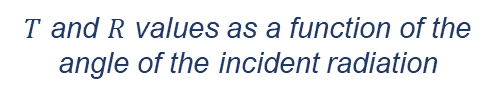 T and R values as a function of the
angle of the incident radiation